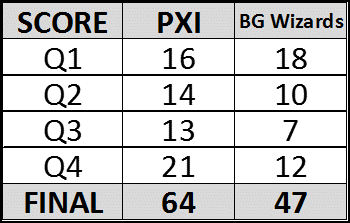 SCORE PXI BG Wizards
Q1 16 18
Q2 14 10
Q3 13 7
Q4 21 12
FINAL 64 47